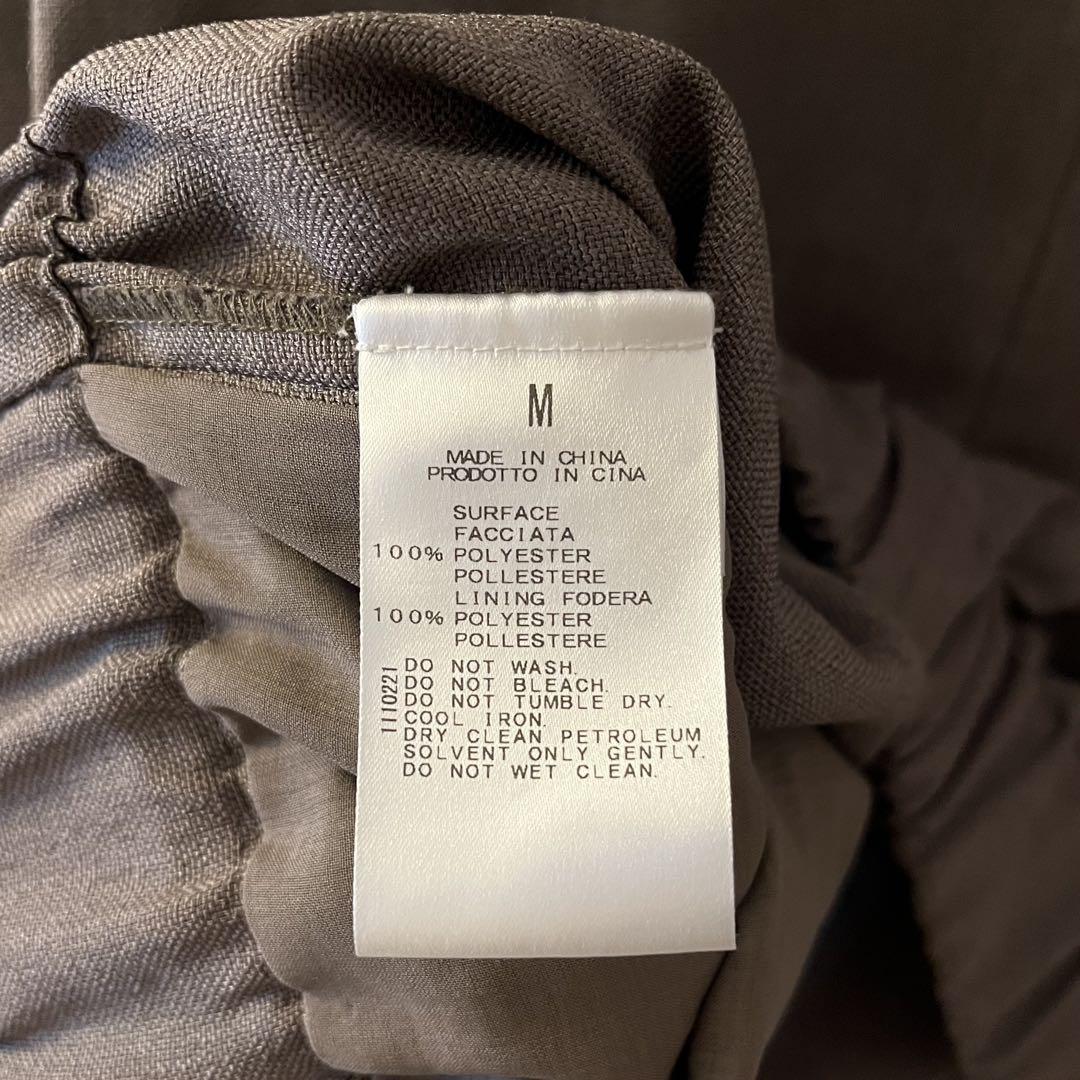 M
MADE IN CHINA
PRODOTTO IN CINA
SURFACE
FACCIATA
100% POLYESTER
POLLESTERE
LINING FODERA
100% POLYESTER
POLLESTERE
DO NOT WASH.
DO NOT BLEACH.
DO NOT TUMBLE DRY.
COOL IRON.
DRY CLEAN PETROLEUM
SOLVENT ONLY GENTLY.
DO NOT WET CLEAN.
1110221